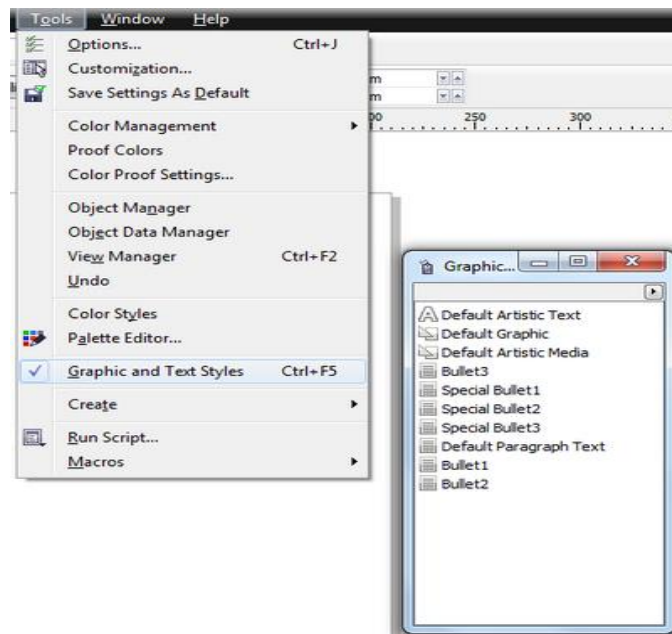 Tools Window Help
Options... Ctrl+J
Customization...
Save Settings As Default
Color Management
Proof Colors
Color Proof Settings...
Object Manager
Object Data Manager
View Manager Ctrl+F2
Undo
Color Styles
Palette Editor...
Graphic and Text Styles Ctrl+F5
Create
Run Script...
Macros
m
m
250 300
Graphic...
Default Artistic Text
Default Graphic
Default Artistic Media
Bullet3
Special Bullet1
Special Bullet2
Special Bullet3
Default Paragraph Text
Bullet1
Bullet2